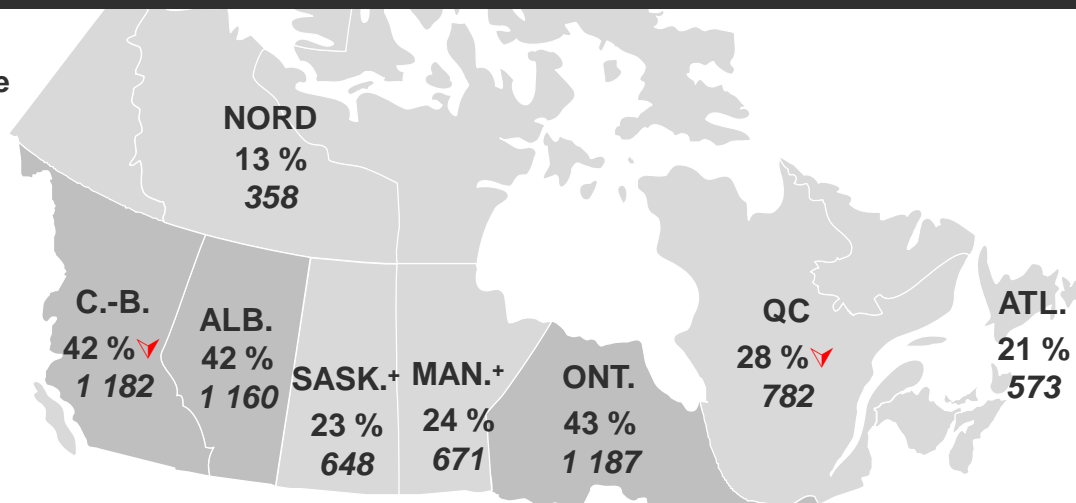 e
NORD
13 %
358
C.-B.
42 %
1 182
ALB.
42 %
1 160
SASK.+
23 %
648
MAN.+
24 %
671
ONT.
43 %
1 187
QC
28 %
782
ATL.
21 %
573